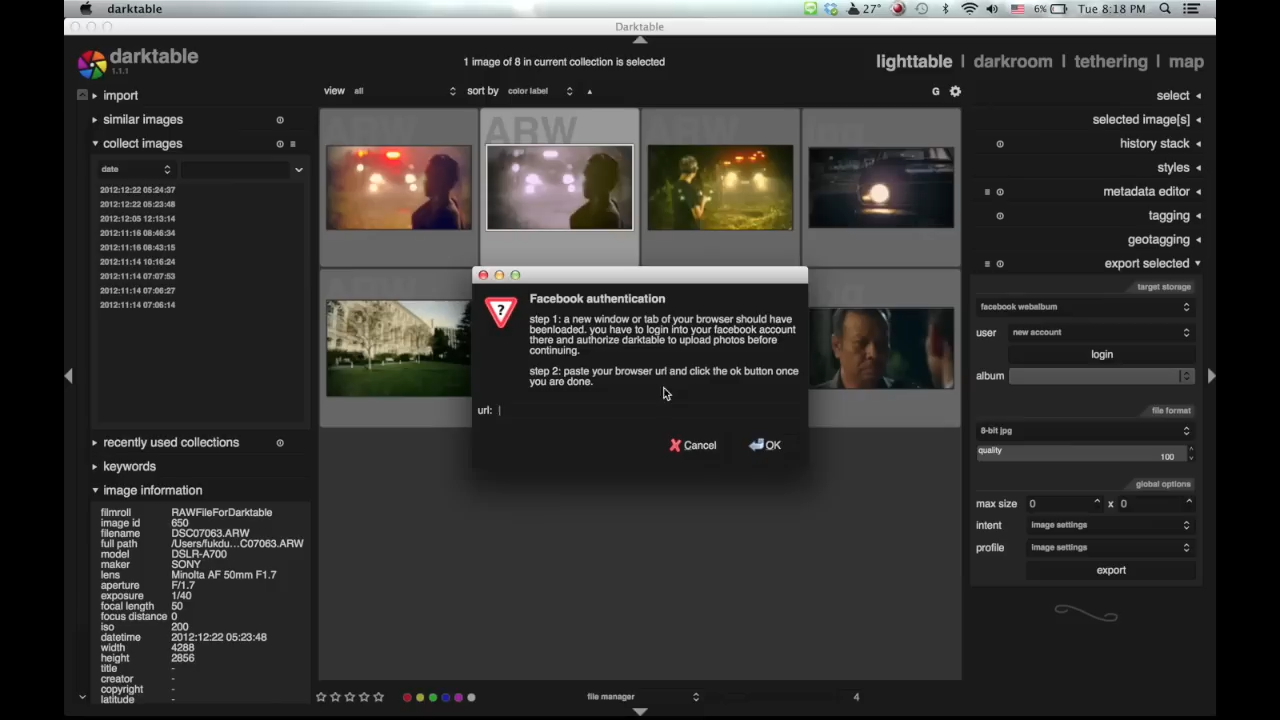 darktable
27° 6% Tue 8:18 PM
Darktable
darktable
1.1.1
1 image of 8 in current collection is selected
lighttable | darkroom | tethering | map
import
similar images
collect images
date
2012:12:22 05:24:37
2012:12:22 05:23:48
2012:12:05 12:13:14
2012:11:16 08:46:34
2012:11:16 08:43:15
2012:11:14 10:16:24
2012:11:14 07:07:53
2012:11:14 07:06:27
2012:11:14 07:06:14
recently used collections
keywords
image information
filmroll RAWFileForDarktable
image id 650
filename DSC07063.ARW
full path /Users/fukdu...C07063.ARW
model DSLR-A700
maker SONY
lens Minolta AF 50mm F1.7
aperture F/1.7
exposure 1/40
focal length 50
focus distance 0
iso 200
datetime 2012:12:22 05:23:48
width 4288
height 2856
title -
creator -
copyright -
latitude -
view all sort by color label G
ARW ARW ARW
Facebook authentication
step 1: a new window or tab of your browser should have
beenloaded. you have to login into your facebook account
there and authorize darktable to upload photos before
continuing.
step 2: paste your browser url and click the ok button once
you are done.
url:
Cancel OK
file manager 4
select
selected image[s]
history stack
styles
metadata editor
tagging
geotagging
export selected
target storage
facebook webalbum
user new account
login
album
file format
8-bit jpg
quality
100
global options
max size 0 x 0
intent image settings
profile image settings
export